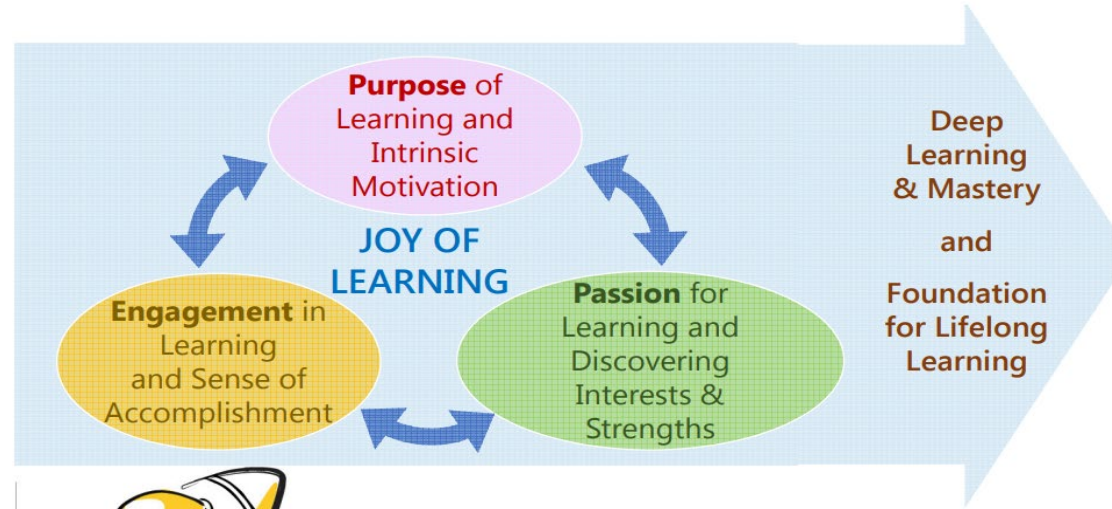 Purpose of
Learning and
Intrinsic
Motivation
JOY OF
LEARNING
Engagement in
Learning
and Sense of
Accomplishment
Passion for
Learning and
Discovering
Interests &
Strengths
Deep
Learning
& Mastery
and
Foundation
for Lifelong
Learning